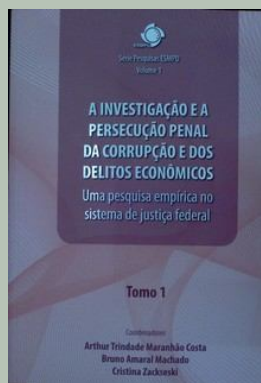 Série Pesquisas ESMPU
Volume 1
A INVESTIGAÇÃO E A
PERSECUÇÃO PENAL
DA CORRUPÇÃO E DOS
DELITOS ECONÔMICOS
Uma pesquisa empírica no
sistema de justiça federal
Tomo 1
Coordenadores
Arthur Trindade Maranhão Costa
Bruno Amaral Machado
Cristina Zackseski